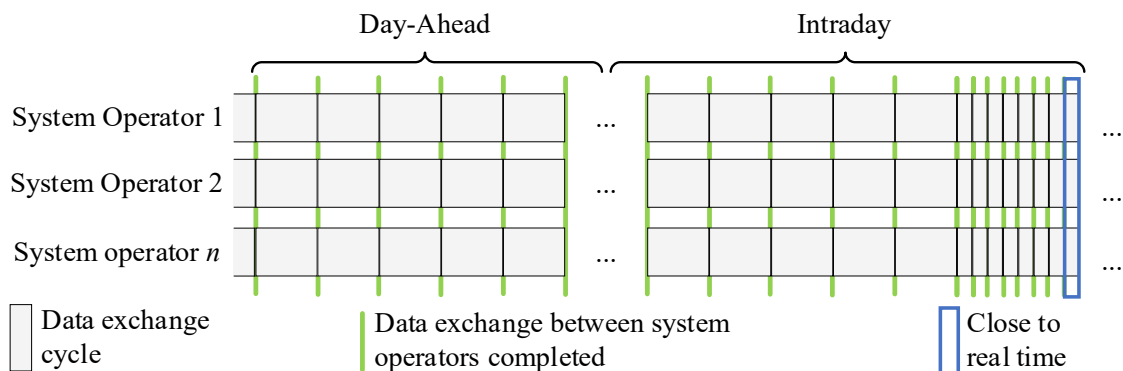 Day-Ahead
Intraday
System Operator 1
...
...
System Operator 2
...
...
System operator n
...
...
Data exchange
cycle
Data exchange between system
operators completed
Close to
real time